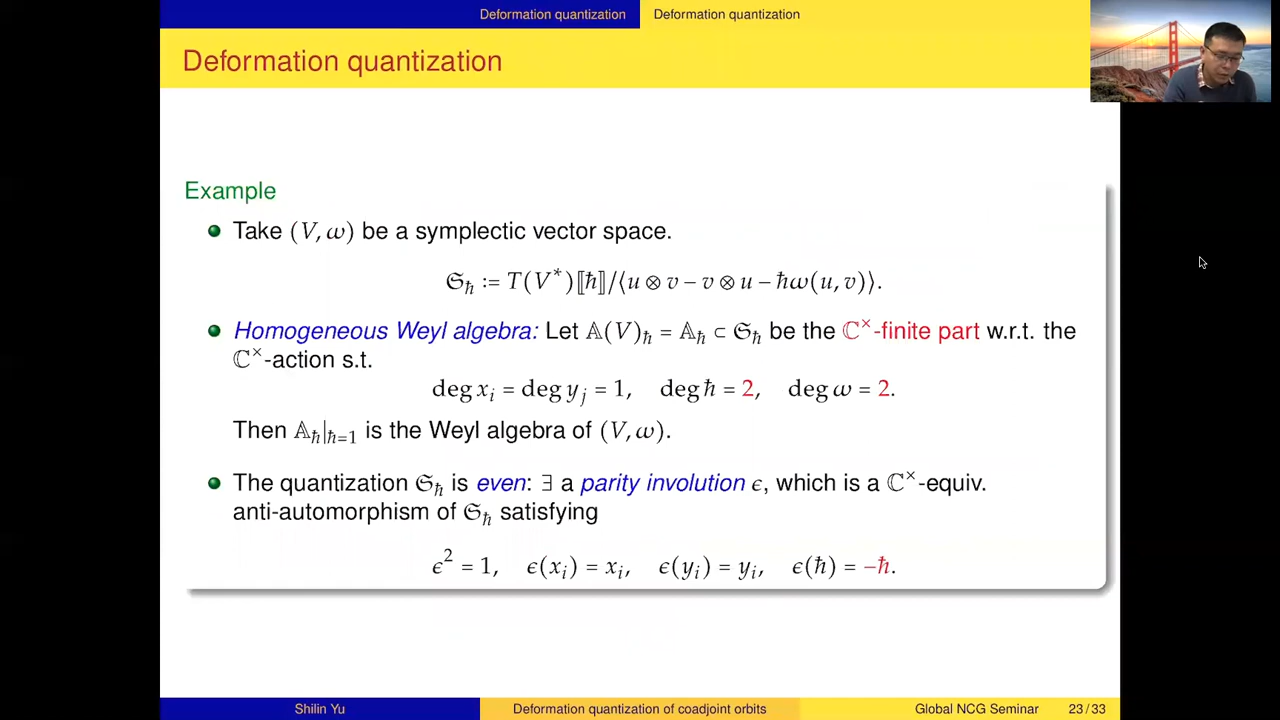 Deformation quantization Deformation quantization
Deformation quantization
Example
Take (V, ω) be a symplectic vector space.
𝔖ℏ := T(V*)⟦ℏ⟧/⟨u ⊗ v − v ⊗ u − ℏω(u, v)⟩.
Homogeneous Weyl algebra: Let 𝔸(V)ℏ = 𝔸ℏ ⊂ 𝔖ℏ be the ℂ×-finite part w.r.t. the
ℂ×-action s.t.
deg xᵢ = deg yⱼ = 1, deg ℏ = 2, deg ω = 2.
Then 𝔸ℏ|ℏ=1 is the Weyl algebra of (V, ω).
The quantization 𝔖ℏ is even: ∃ a parity involution ϵ, which is a ℂ×-equiv.
anti-automorphism of 𝔖ℏ satisfying
ϵ² = 1, ϵ(xᵢ) = xᵢ, ϵ(yᵢ) = yᵢ, ϵ(ℏ) = −ℏ.
Shilin Yu Deformation quantization of coadjoint orbits Global NCG Seminar 23/33